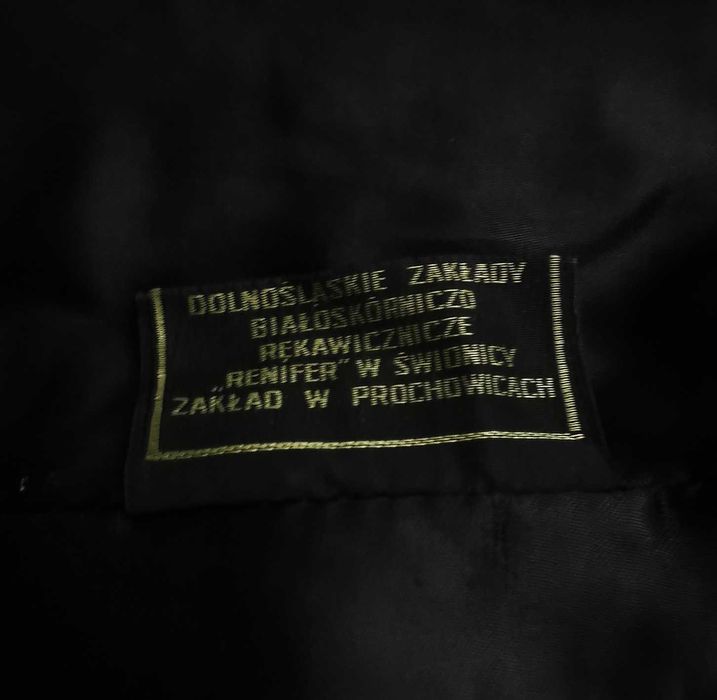 DOLNOŚLĄSKIE ZAKŁADY
BIAŁOSKÓRNICZO
RĘKAWICZNICZE
„RENIFER" W ŚWIDNICY
ZAKŁAD W PROCHOWICACH